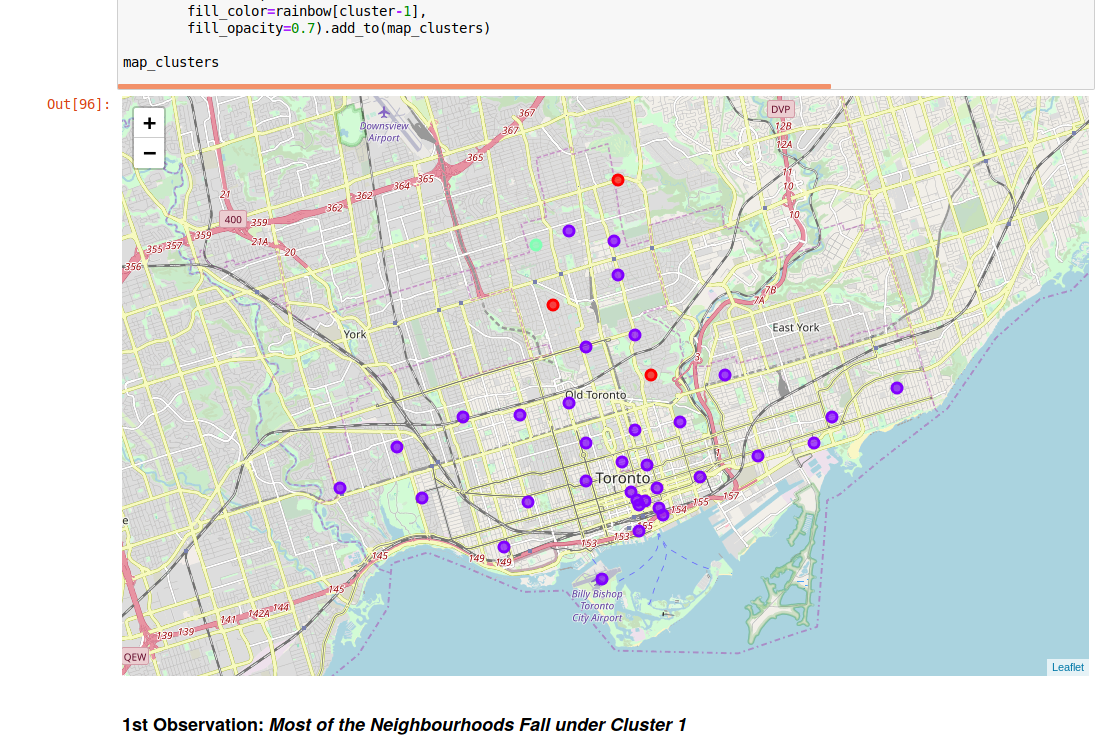 fill_color=rainbow[cluster-1],
fill_opacity=0.7).add_to(map_clusters)
map_clusters
Out[96]:
+
−
Downsview
Airport
367
367
DVP
12B
12A
365
365
364
362
362
11
10
10
21
400
359
359
21A
20
355
357
356
7B
7A
York
East York
3
Old Toronto
1
Toronto
157
155
154
155
153
153
e
145
149
149
145
Billy Bishop
Toronto
City Airport
144
142A
141
139
139
QEW
Leaflet
1st Observation: Most of the Neighbourhoods Fall under Cluster 1